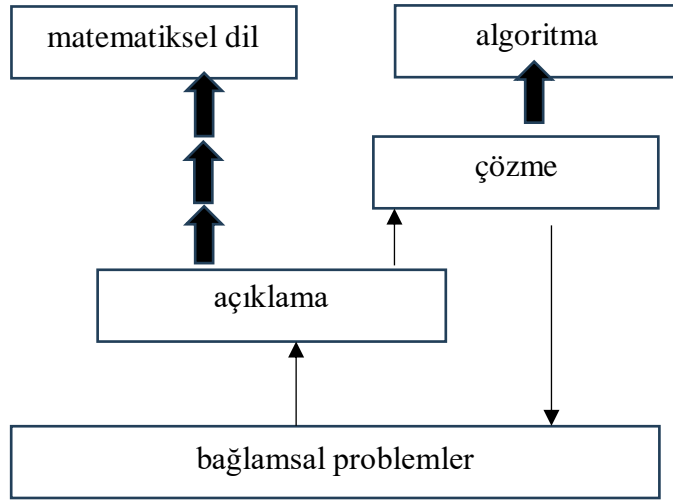 matematiksel dil
algoritma
çözme
açıklama
bağlamsal problemler